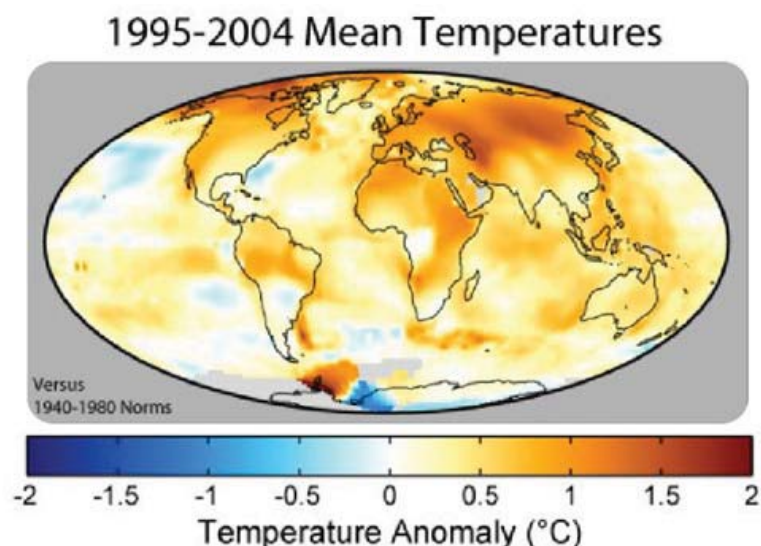 1995-2004 Mean Temperatures
Versus
1940-1980 Norms
-2 -1.5 -1 -0.5 0 0.5 1 1.5 2
Temperature Anomaly (°C)